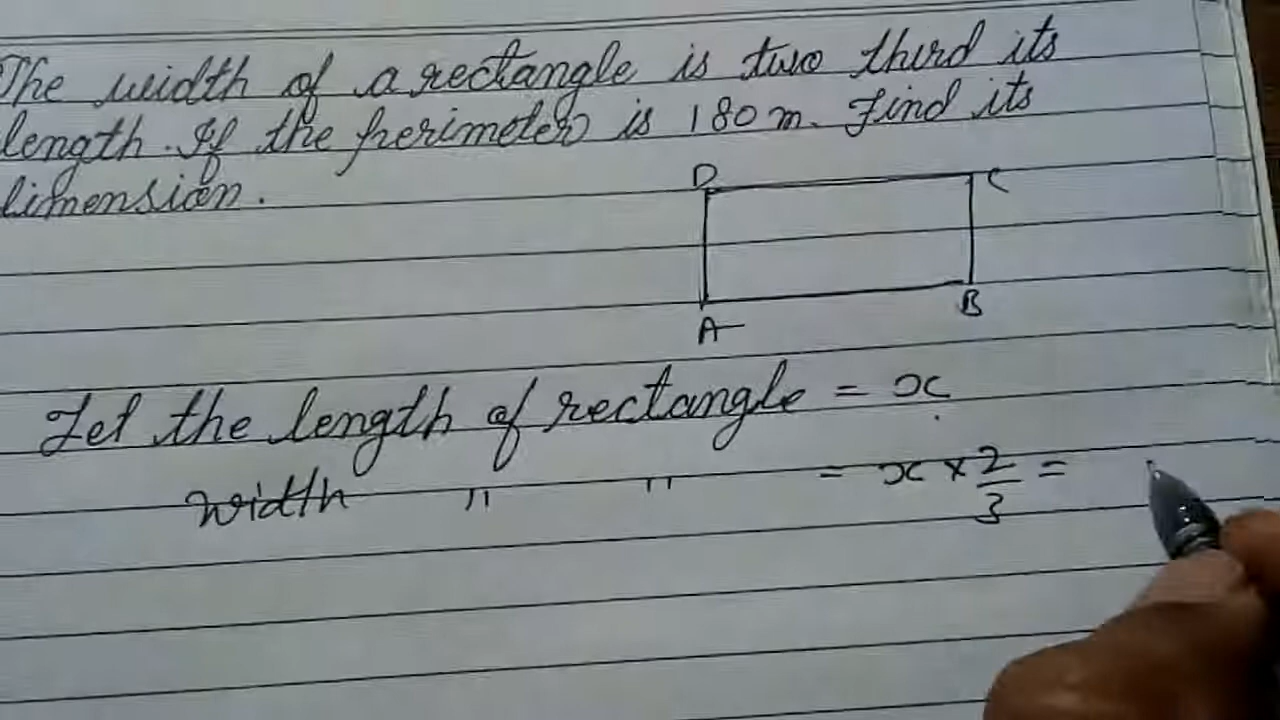 The width of a rectangle is two third its
length. If the perimeter is 180 m. Find its
dimension.
D C
A B
Let the length of rectangle = x
width " " = x × 2/3 =